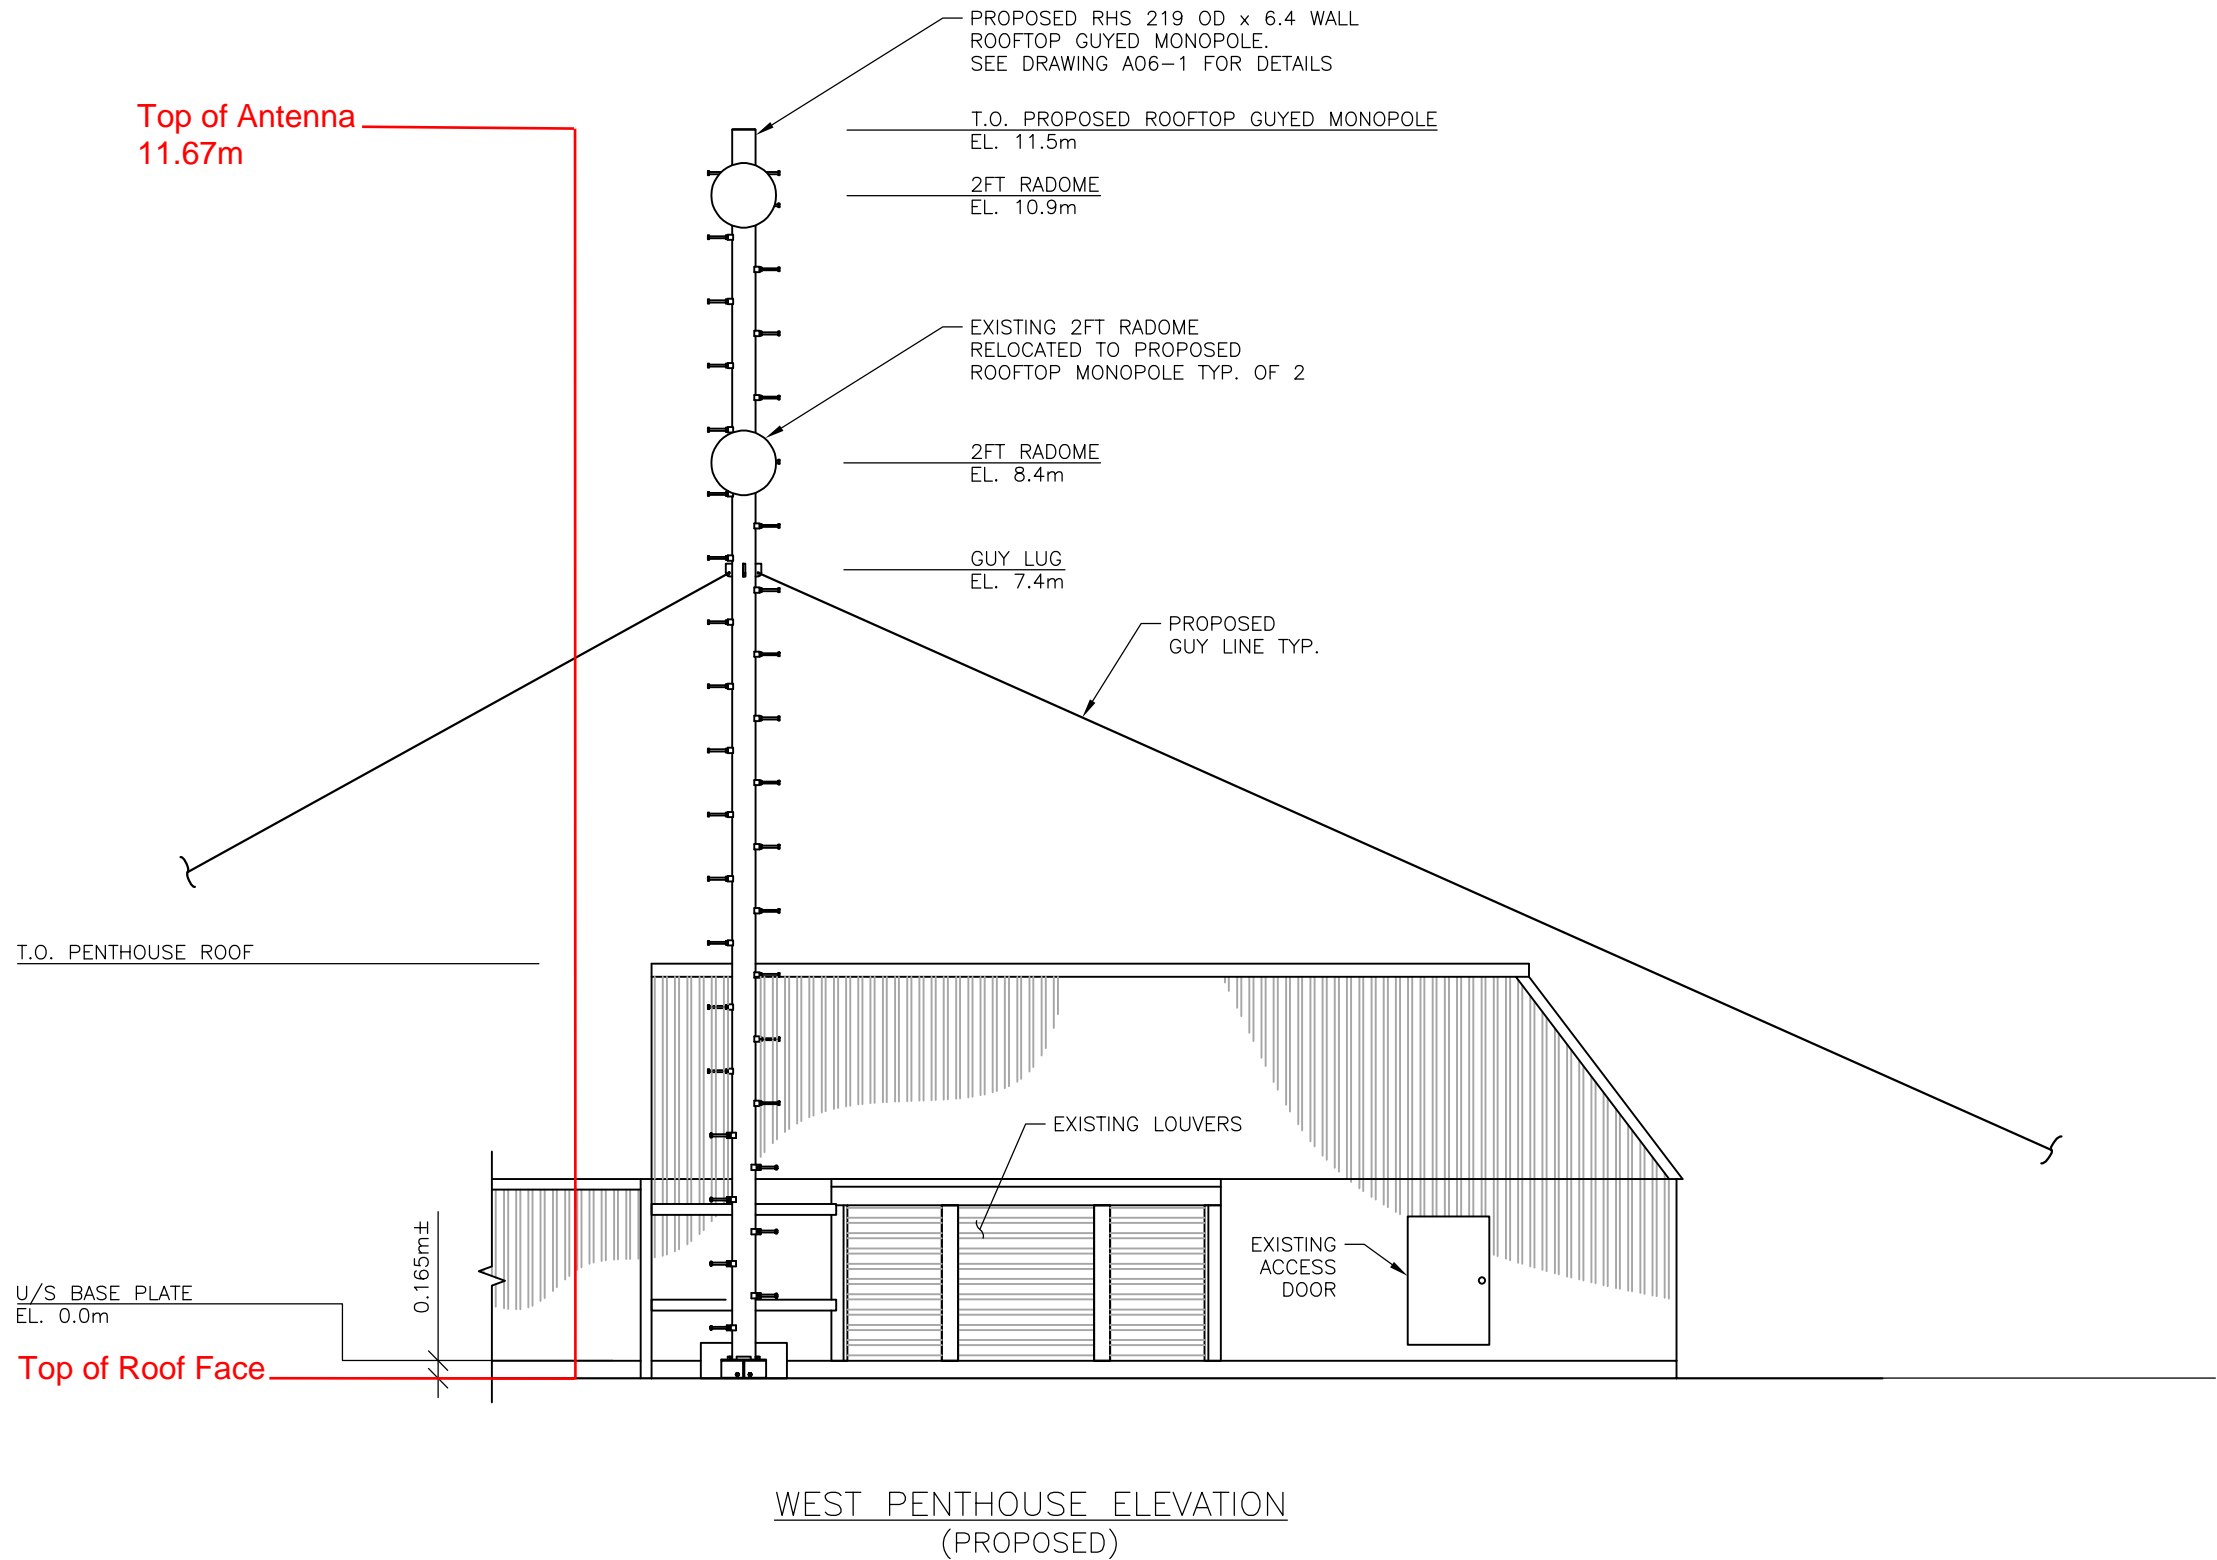 PROPOSED RHS 219 OD x 6.4 WALL
ROOFTOP GUYED MONOPOLE.
SEE DRAWING A06-1 FOR DETAILS
Top of Antenna
11.67m
T.O. PROPOSED ROOFTOP GUYED MONOPOLE
EL. 11.5m
2FT RADOME
EL. 10.9m
EXISTING 2FT RADOME
RELOCATED TO PROPOSED
ROOFTOP MONOPOLE TYP. OF 2
2FT RADOME
EL. 8.4m
GUY LUG
EL. 7.4m
PROPOSED
GUY LINE TYP.
T.O. PENTHOUSE ROOF
EXISTING LOUVERS
EXISTING
ACCESS
DOOR
0.165m±
U/S BASE PLATE
EL. 0.0m
Top of Roof Face
WEST PENTHOUSE ELEVATION
(PROPOSED)